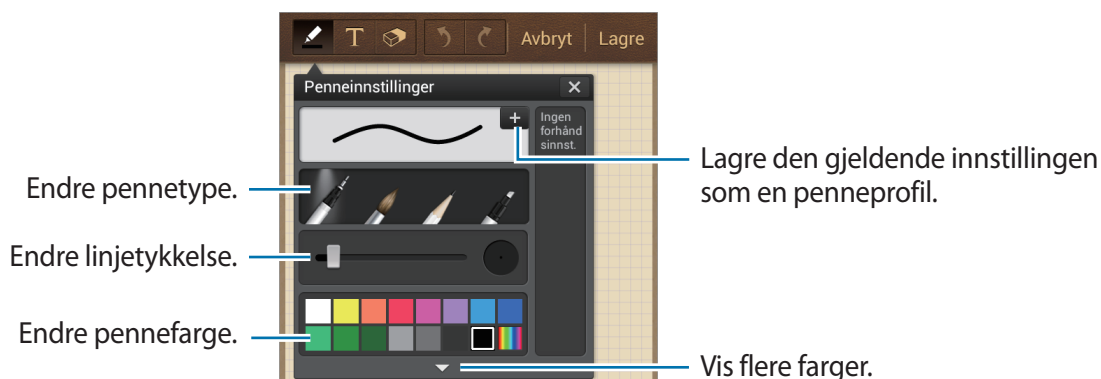 T
Avbryt
Lagre
Penneinnstillinger
Ingen
forhånd
sinnst.
Lagre den gjeldende innstillingen
som en penneprofil.
Endre pennetype.
Endre linjetykkelse.
Endre pennefarge.
Vis flere farger.